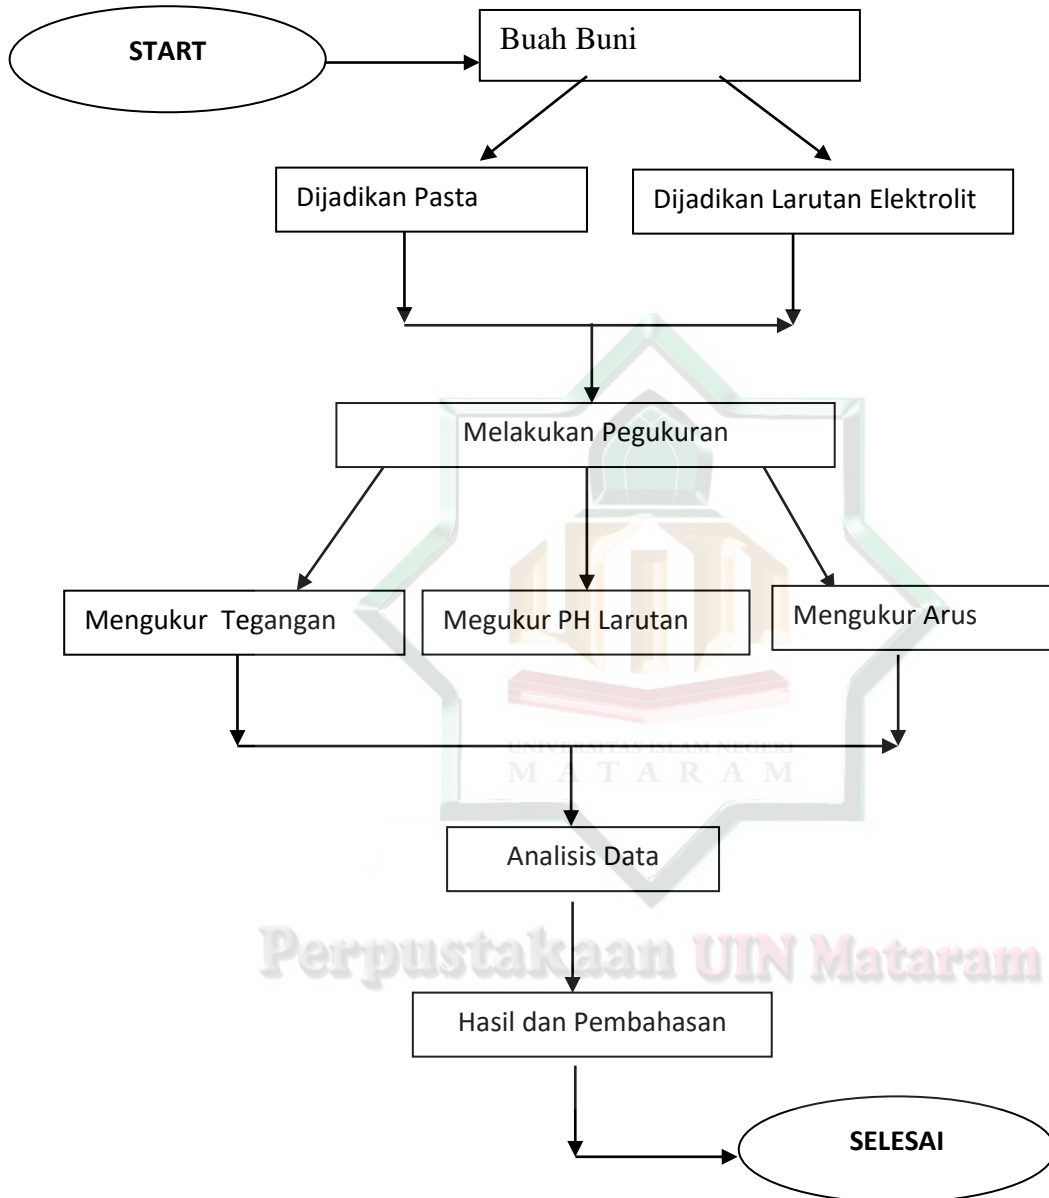 START
Buah Buni
Dijadikan Pasta
Dijadikan Larutan Elektrolit
Melakukan Pegukuran
Mengukur Tegangan
Megukur PH Larutan
Mengukur Arus
UNIVERSITAS ISLAM NEGERI
MATARAM
Analisis Data
Perpustakaan UIN Mataram
Hasil dan Pembahasan
SELESAI